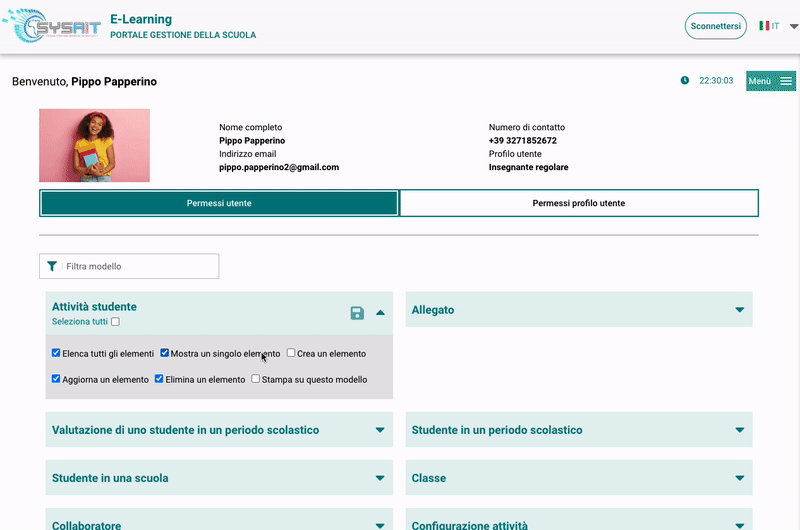 SYSAIT
E-Learning
PORTALE GESTIONE DELLA SCUOLA
Sconnettersi
IT
Benvenuto, Pippo Papperino
22:30:03
Menù
Nome completo
Pippo Papperino
Indirizzo email
pippo.papperino2@gmail.com
Numero di contatto
+39 3271852672
Profilo utente
Insegnante regolare
Permessi utente
Permessi profilo utente
Filtra modello
Attività studente
Seleziona tutti
Elenca tutti gli elementi Mostra un singolo elemento Crea un elemento
Aggiorna un elemento Elimina un elemento Stampa su questo modello
Allegato
Valutazione di uno studente in un periodo scolastico
Studente in un periodo scolastico
Studente in una scuola
Classe
Collaboratore
Configurazione attività